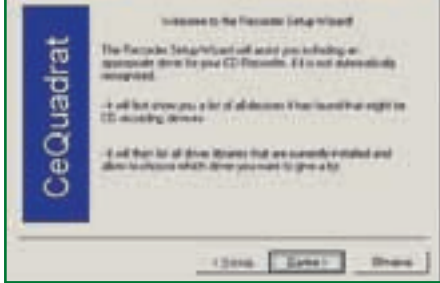 CeQuadrat
Welcome to the Recorder Setup Wizard!
The Recorder Setup Wizard will assist you in finding an
appropriate driver for your CD-Recorder, if it is not automatically
recognized.
- It will first show you a list of all devices it has found that might be
CD recording devices
- It will then list all driver libraries that are currently installed and
allow to choose which driver you want to give a try.